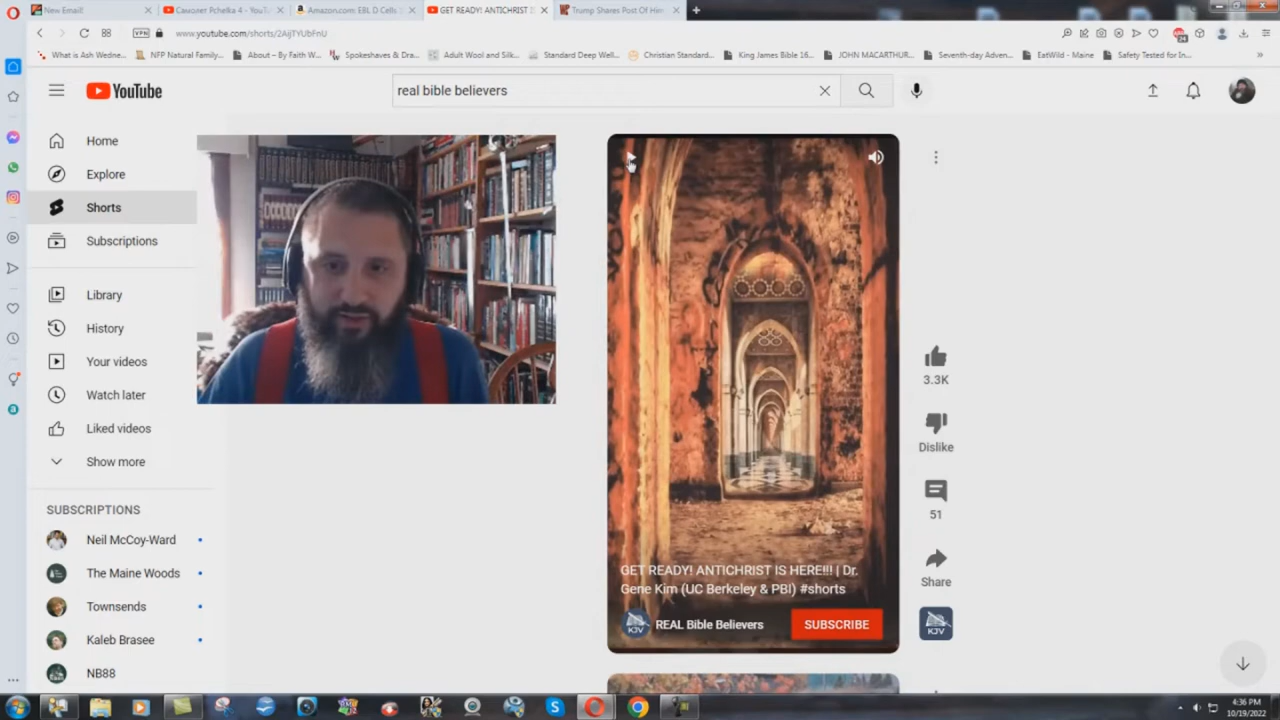 New Email!
Самолет Pchelka 4 - YouTu
Amazon.com: EBL D Cells
GET READY! ANTICHRIST I
Trump Shares Post Of Him
VPN
www.youtube.com/shorts/2AijTYUbFnU
What is Ash Wedne...
NFP Natural Family...
About – By Faith W...
Spokeshaves & Dra...
Adult Wool and Silk...
Standard Deep Well...
Christian Standard...
King James Bible 16...
JOHN MACARTHUR...
Seventh-day Adven...
EatWild - Maine
Safety Tested for In...
YouTube
real bible believers
Home
Explore
Shorts
Subscriptions
Library
History
Your videos
Watch later
Liked videos
Show more
SUBSCRIPTIONS
Neil McCoy-Ward
The Maine Woods
Townsends
Kaleb Brasee
NB88
3.3K
Dislike
51
Share
GET READY! ANTICHRIST IS HERE!!! | Dr.
Gene Kim (UC Berkeley & PBI) #shorts
KJV
REAL Bible Believers
SUBSCRIBE
KJV
4:36 PM
10/19/2022